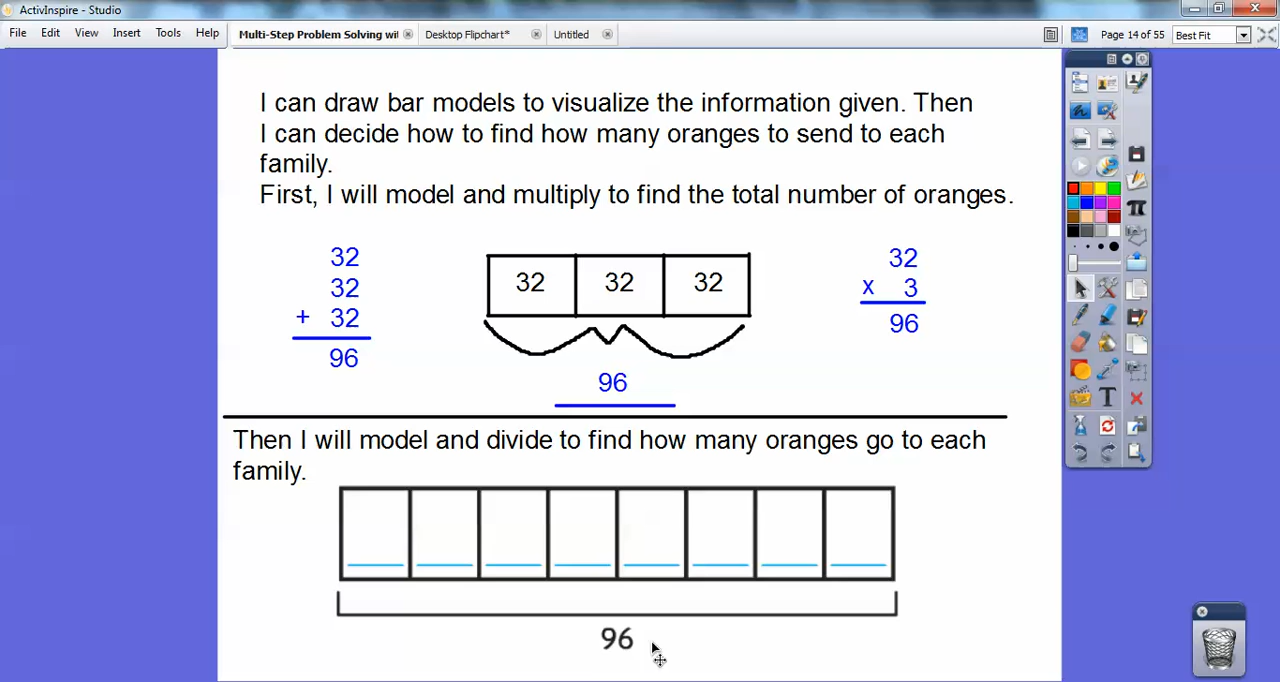 ActivInspire - Studio
File Edit View Insert Tools Help
Multi-Step Problem Solving wi Desktop Flipchart* Untitled
Page 14 of 55 Best Fit
I can draw bar models to visualize the information given. Then
I can decide how to find how many oranges to send to each
family.
First, I will model and multiply to find the total number of oranges.
32
32
+ 32
96
32 32 32
96
32
x 3
96
Then I will model and divide to find how many oranges go to each
family.
96